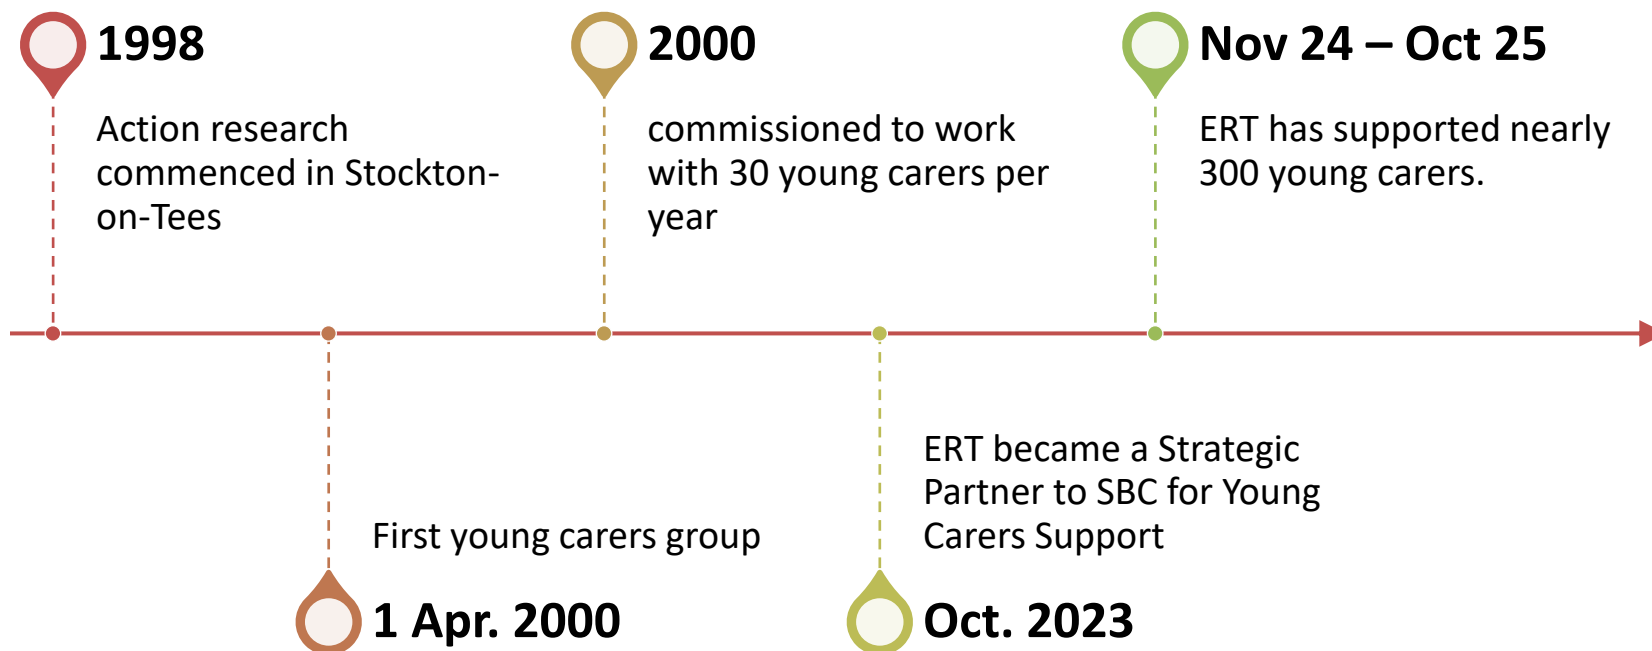 1998
Action research
commenced in Stockton-
on-Tees
First young carers group
1 Apr. 2000
2000
commissioned to work
with 30 young carers per
year
ERT became a Strategic
Partner to SBC for Young
Carers Support
Oct. 2023
Nov 24 – Oct 25
ERT has supported nearly
300 young carers.